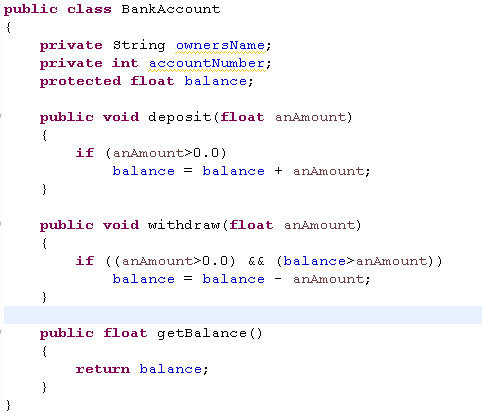 public class BankAccount
{
    private String ownersName;
    private int accountNumber;
    protected float balance;

    public void deposit(float anAmount)
    {
        if (anAmount>0.0)
            balance = balance + anAmount;
    }

    public void withdraw(float anAmount)
    {
        if ((anAmount>0.0) && (balance>anAmount))
            balance = balance - anAmount;
    }

    public float getBalance()
    {
        return balance;
    }
}